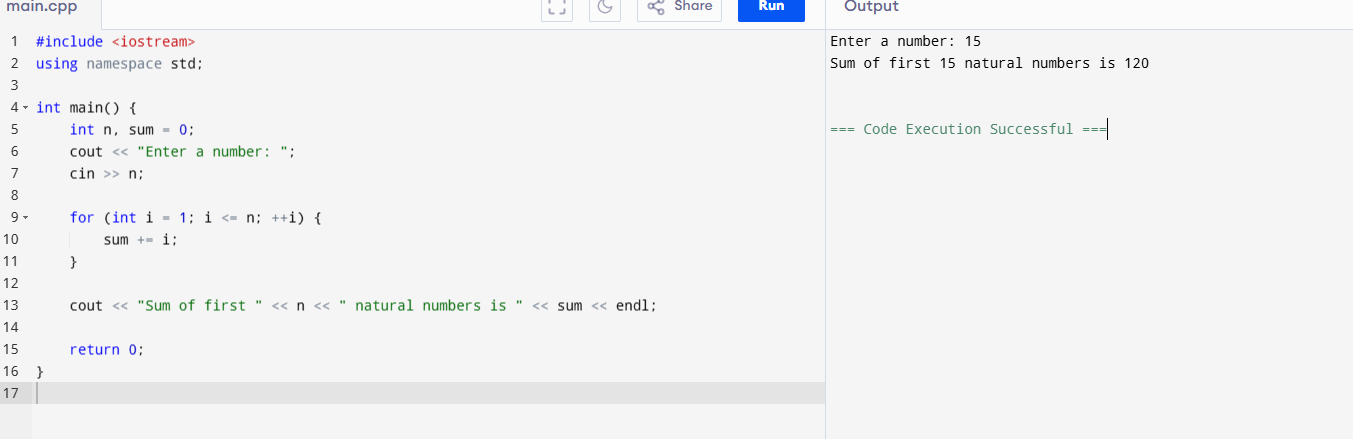 main.cpp Share Run Output
1 #include <iostream>
2 using namespace std;
3
4 int main() {
5     int n, sum = 0;
6     cout << "Enter a number: ";
7     cin >> n;
8
9     for (int i = 1; i <= n; ++i) {
10         sum += i;
11     }
12
13     cout << "Sum of first " << n << " natural numbers is " << sum << endl;
14
15     return 0;
16 }
17
Enter a number: 15
Sum of first 15 natural numbers is 120
=== Code Execution Successful ===